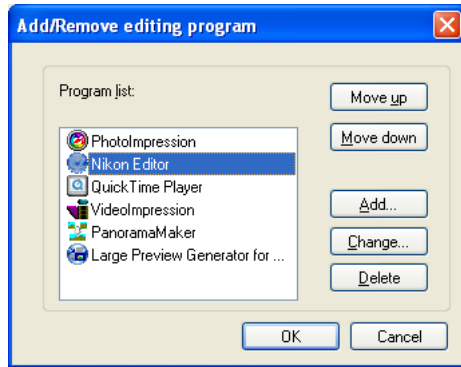 Add/Remove editing program
Program list:
Move up
Move down
PhotoImpression
Nikon Editor
QuickTime Player
VideoImpression
PanoramaMaker
Large Preview Generator for ...
Add...
Change...
Delete
OK
Cancel